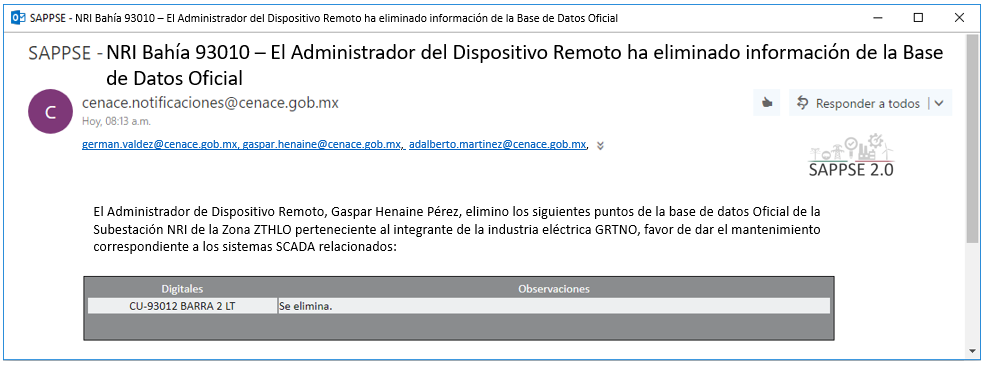 SAPPSE - NRI Bahía 93010 – El Administrador del Dispositivo Remoto ha eliminado información de la Base de Datos Oficial
SAPPSE - NRI Bahía 93010 – El Administrador del Dispositivo Remoto ha eliminado información de la Base
de Datos Oficial
C
cenace.notificaciones@cenace.gob.mx
Hoy, 08:13 a.m.
Responder a todos
german.valdez@cenace.gob.mx, gaspar.henaine@cenace.gob.mx, adalberto.martinez@cenace.gob.mx,
SAPPSE 2.0
El Administrador de Dispositivo Remoto, Gaspar Henaine Pérez, elimino los siguientes puntos de la base de datos Oficial de la
Subestación NRI de la Zona ZTHLO perteneciente al integrante de la industria eléctrica GRTNO, favor de dar el mantenimiento
correspondiente a los sistemas SCADA relacionados:
Digitales Observaciones
CU-93012 BARRA 2 LT Se elimina.